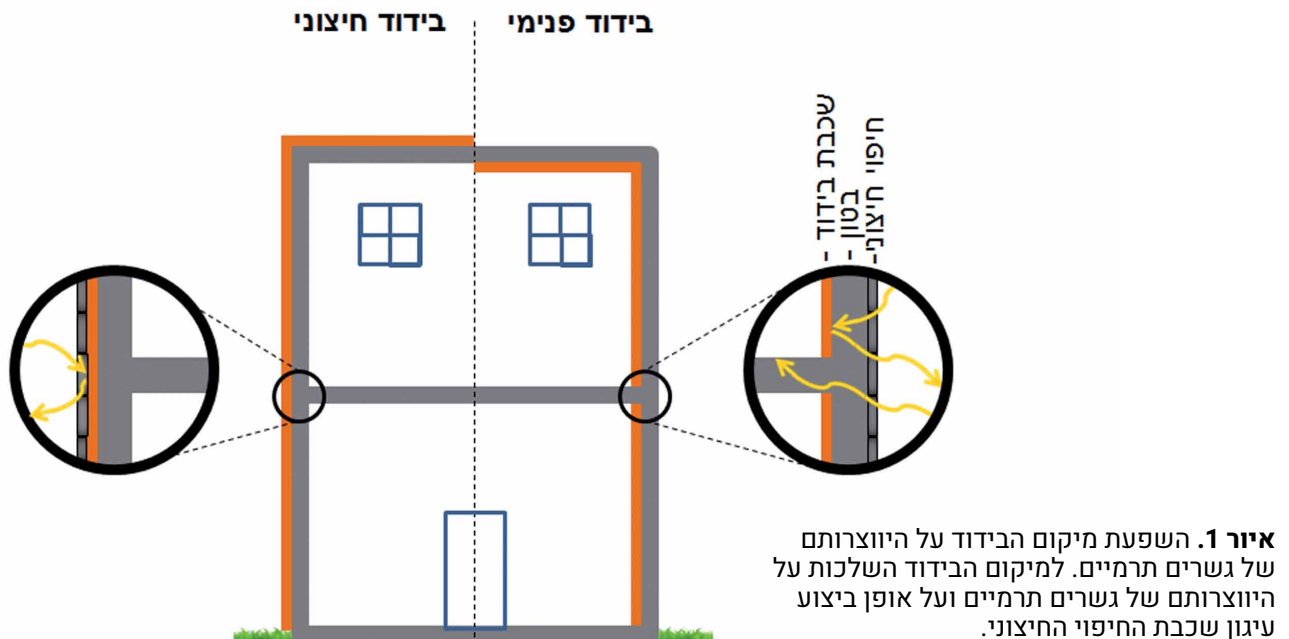 בידוד פנימי
בידוד חיצוני
שכבת בידוד -
בטון -
חיפוי חיצוני-
איור 1. השפעת מיקום הבידוד על היווצרותם
של גשרים תרמיים. למיקום הבידוד השלכות על
היווצרותם של גשרים תרמיים ועל אופן ביצוע
עיגון שכבת החיפוי החיצוני.